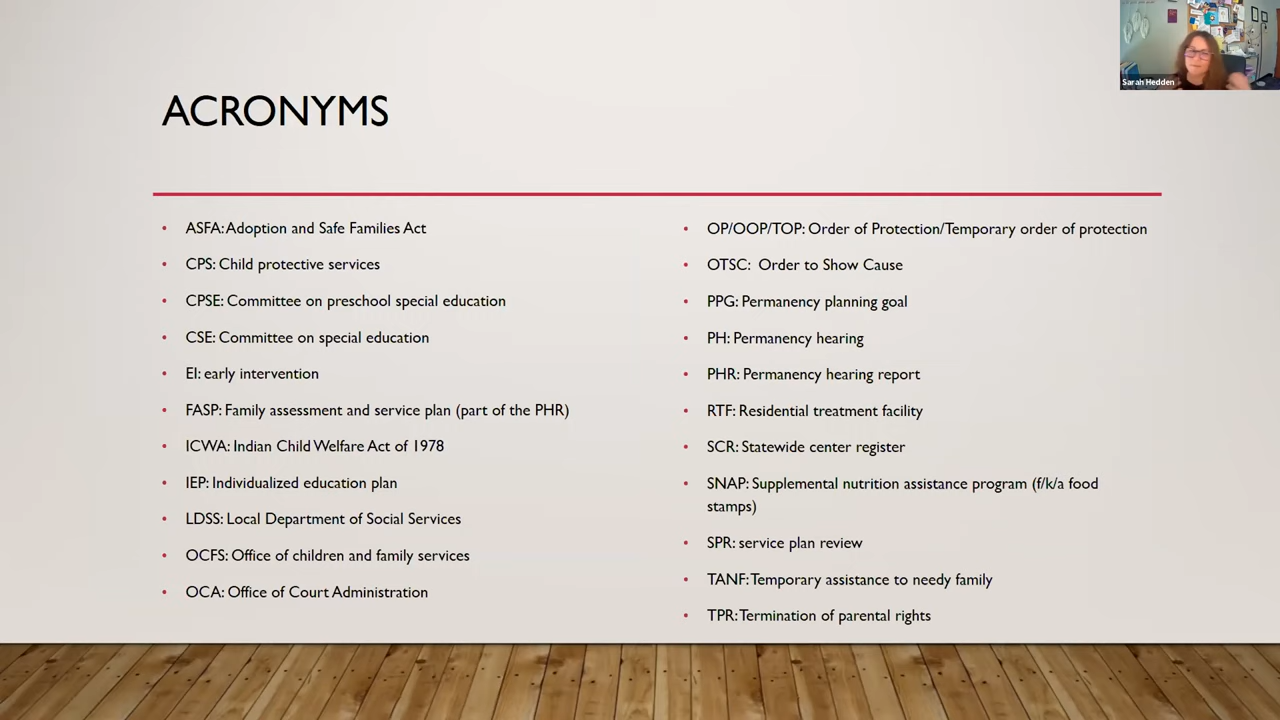 Sarah Hedden
ACRONYMS
• ASFA: Adoption and Safe Families Act
• CPS: Child protective services
• CPSE: Committee on preschool special education
• CSE: Committee on special education
• EI: early intervention
• FASP: Family assessment and service plan (part of the PHR)
• ICWA: Indian Child Welfare Act of 1978
• IEP: Individualized education plan
• LDSS: Local Department of Social Services
• OCFS: Office of children and family services
• OCA: Office of Court Administration
• OP/OOP/TOP: Order of Protection/Temporary order of protection
• OTSC: Order to Show Cause
• PPG: Permanency planning goal
• PH: Permanency hearing
• PHR: Permanency hearing report
• RTF: Residential treatment facility
• SCR: Statewide center register
• SNAP: Supplemental nutrition assistance program (f/k/a food
stamps)
• SPR: service plan review
• TANF: Temporary assistance to needy family
• TPR: Termination of parental rights